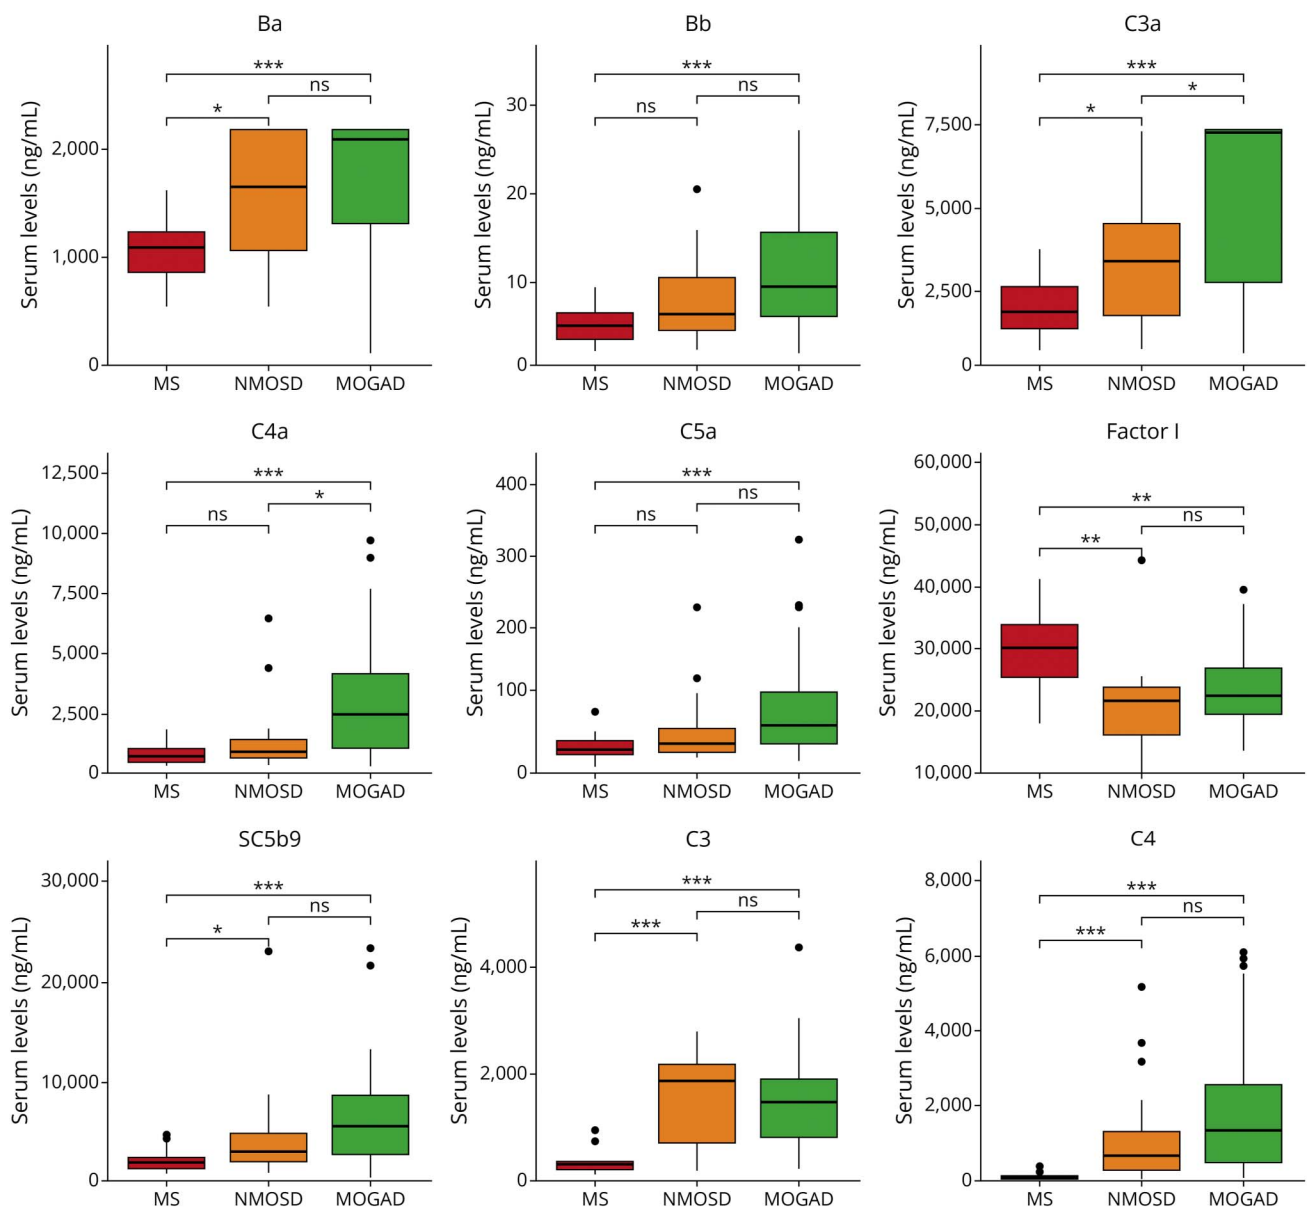 Ba
Serum levels (ng/mL)
***
ns
*
2,000
1,000
0
MS NMOSD MOGAD
Bb
Serum levels (ng/mL)
***
ns
ns
30
20
10
0
MS NMOSD MOGAD
C3a
Serum levels (ng/mL)
***
*
*
7,500
5,000
2,500
0
MS NMOSD MOGAD
C4a
Serum levels (ng/mL)
12,500
***
*
ns
10,000
7,500
5,000
2,500
0
MS NMOSD MOGAD
C5a
Serum levels (ng/mL)
***
400
ns
ns
300
200
100
0
MS NMOSD MOGAD
Factor I
Serum levels (ng/mL)
60,000
**
ns
50,000
**
40,000
30,000
20,000
10,000
MS NMOSD MOGAD
SC5b9
Serum levels (ng/mL)
30,000
***
ns
*
20,000
10,000
0
MS NMOSD MOGAD
C3
Serum levels (ng/mL)
***
ns
***
4,000
2,000
0
MS NMOSD MOGAD
C4
Serum levels (ng/mL)
8,000
***
ns
***
6,000
4,000
2,000
0
MS NMOSD MOGAD